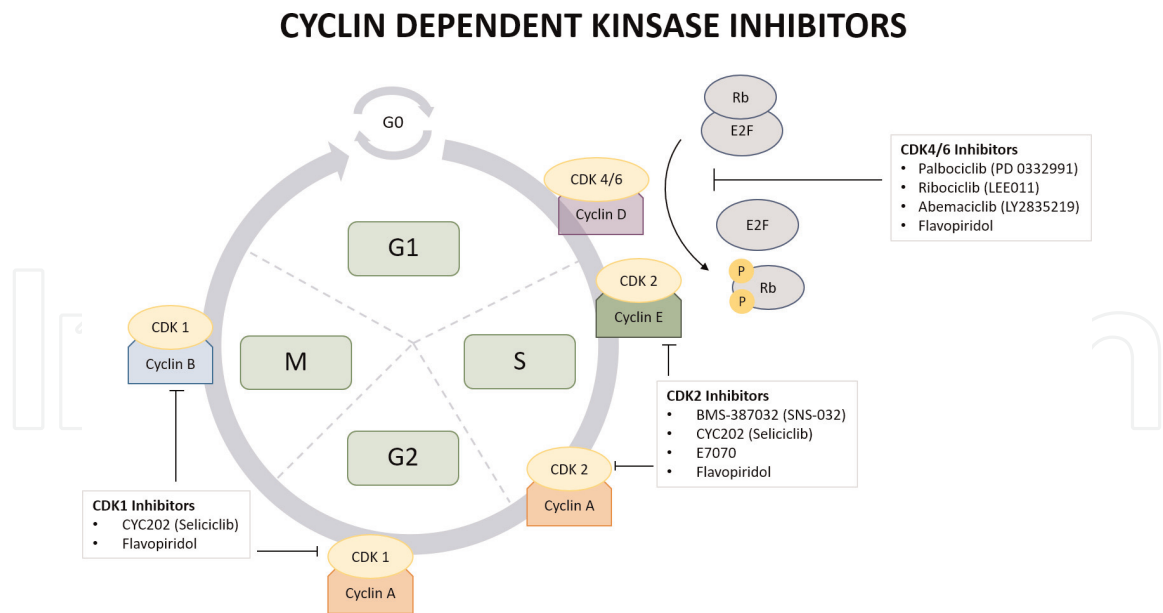 CYCLIN DEPENDENT KINSASE INHIBITORS
G0
Rb
E2F
CDK 4/6
Cyclin D
CDK4/6 Inhibitors
• Palbociclib (PD 0332991)
• Ribociclib (LEE011)
• Abemaciclib (LY2835219)
• Flavopiridol
E2F
P
Rb
P
G1
CDK 2
Cyclin E
CDK 1
Cyclin B
M
S
CDK2 Inhibitors
• BMS-387032 (SNS-032)
• CYC202 (Seliciclib)
• E7070
• Flavopiridol
G2
CDK 2
Cyclin A
CDK1 Inhibitors
• CYC202 (Seliciclib)
• Flavopiridol
CDK 1
Cyclin A